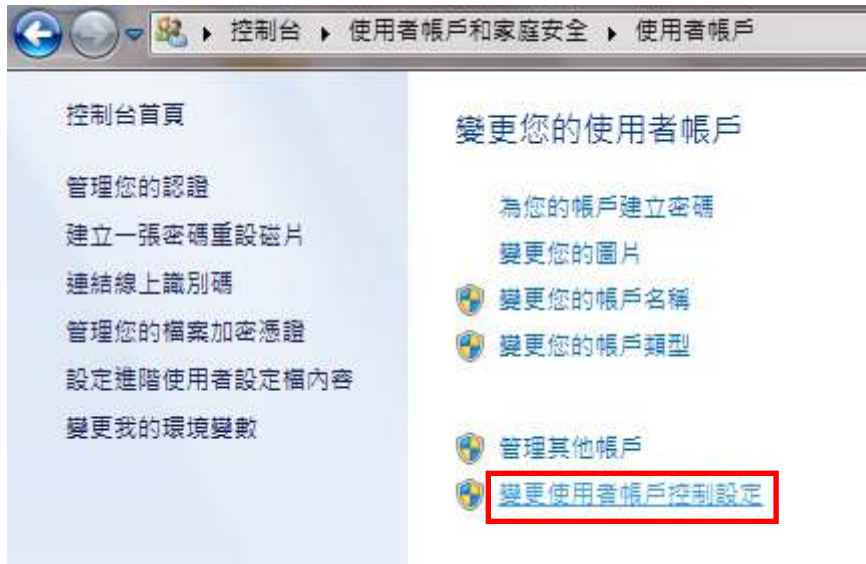 控制台 ▸ 使用者帳戶和家庭安全 ▸ 使用者帳戶
控制台首頁
管理您的認證
建立一張密碼重設磁片
連結線上識別碼
管理您的檔案加密憑證
設定進階使用者設定檔內容
變更我的環境變數
變更您的使用者帳戶
為您的帳戶建立密碼
變更您的圖片
變更您的帳戶名稱
變更您的帳戶類型
管理其他帳戶
變更使用者帳戶控制設定